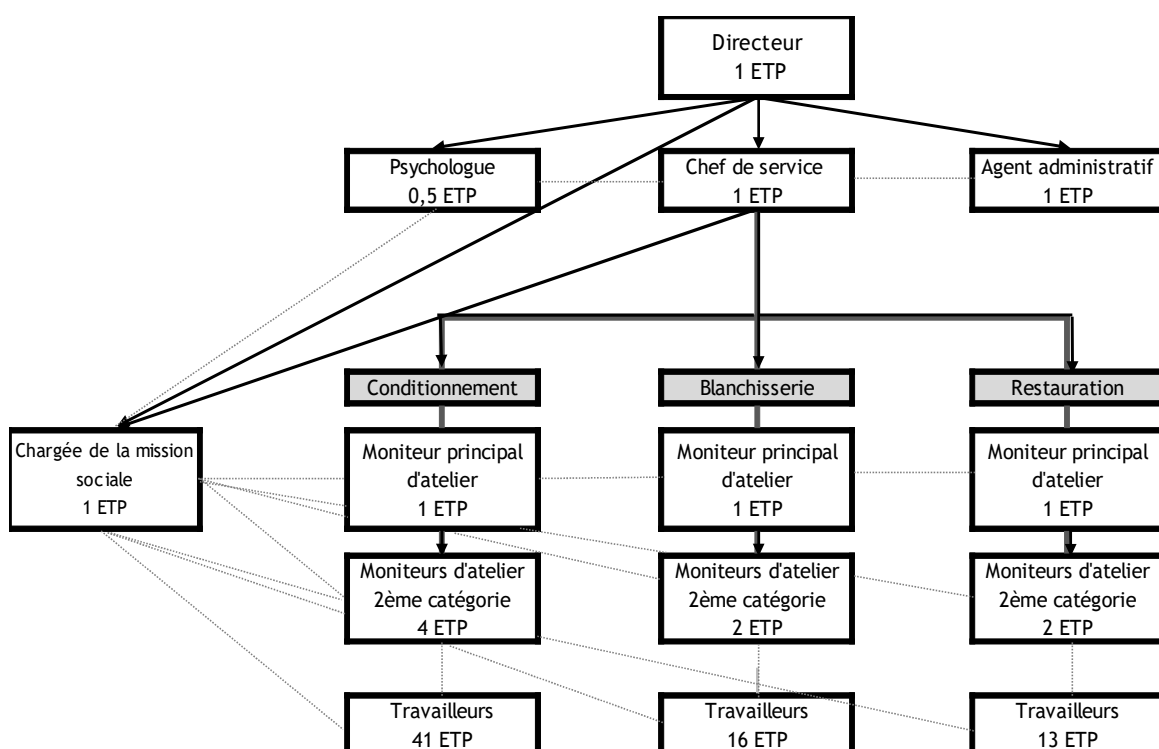 Directeur
1 ETP
Psychologue
0,5 ETP
Chef de service
1 ETP
Agent administratif
1 ETP
Conditionnement
Blanchisserie
Restauration
Chargée de la mission
sociale
1 ETP
Moniteur principal
d'atelier
1 ETP
Moniteur principal
d'atelier
1 ETP
Moniteur principal
d'atelier
1 ETP
Moniteurs d'atelier
2ème catégorie
4 ETP
Moniteurs d'atelier
2ème catégorie
2 ETP
Moniteurs d'atelier
2ème catégorie
2 ETP
Travailleurs
41 ETP
Travailleurs
16 ETP
Travailleurs
13 ETP